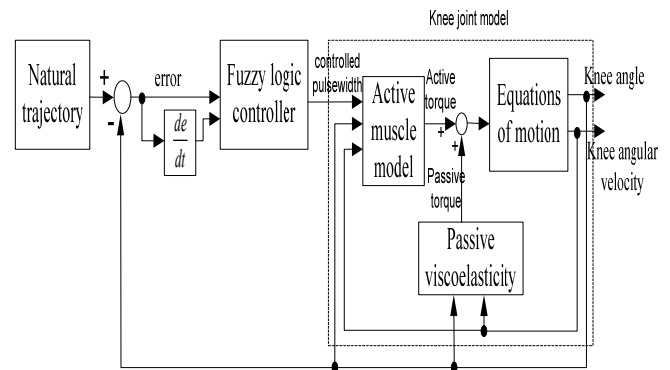 Knee joint model
Natural
trajectory
+
-
error
de
dt
Fuzzy logic
controller
controlled
pulsewidth
Active
muscle
model
Active
torque
+
+
Passive
torque
Equations
of motion
Knee angle
Knee angular
velocity
Passive
viscoelasticity